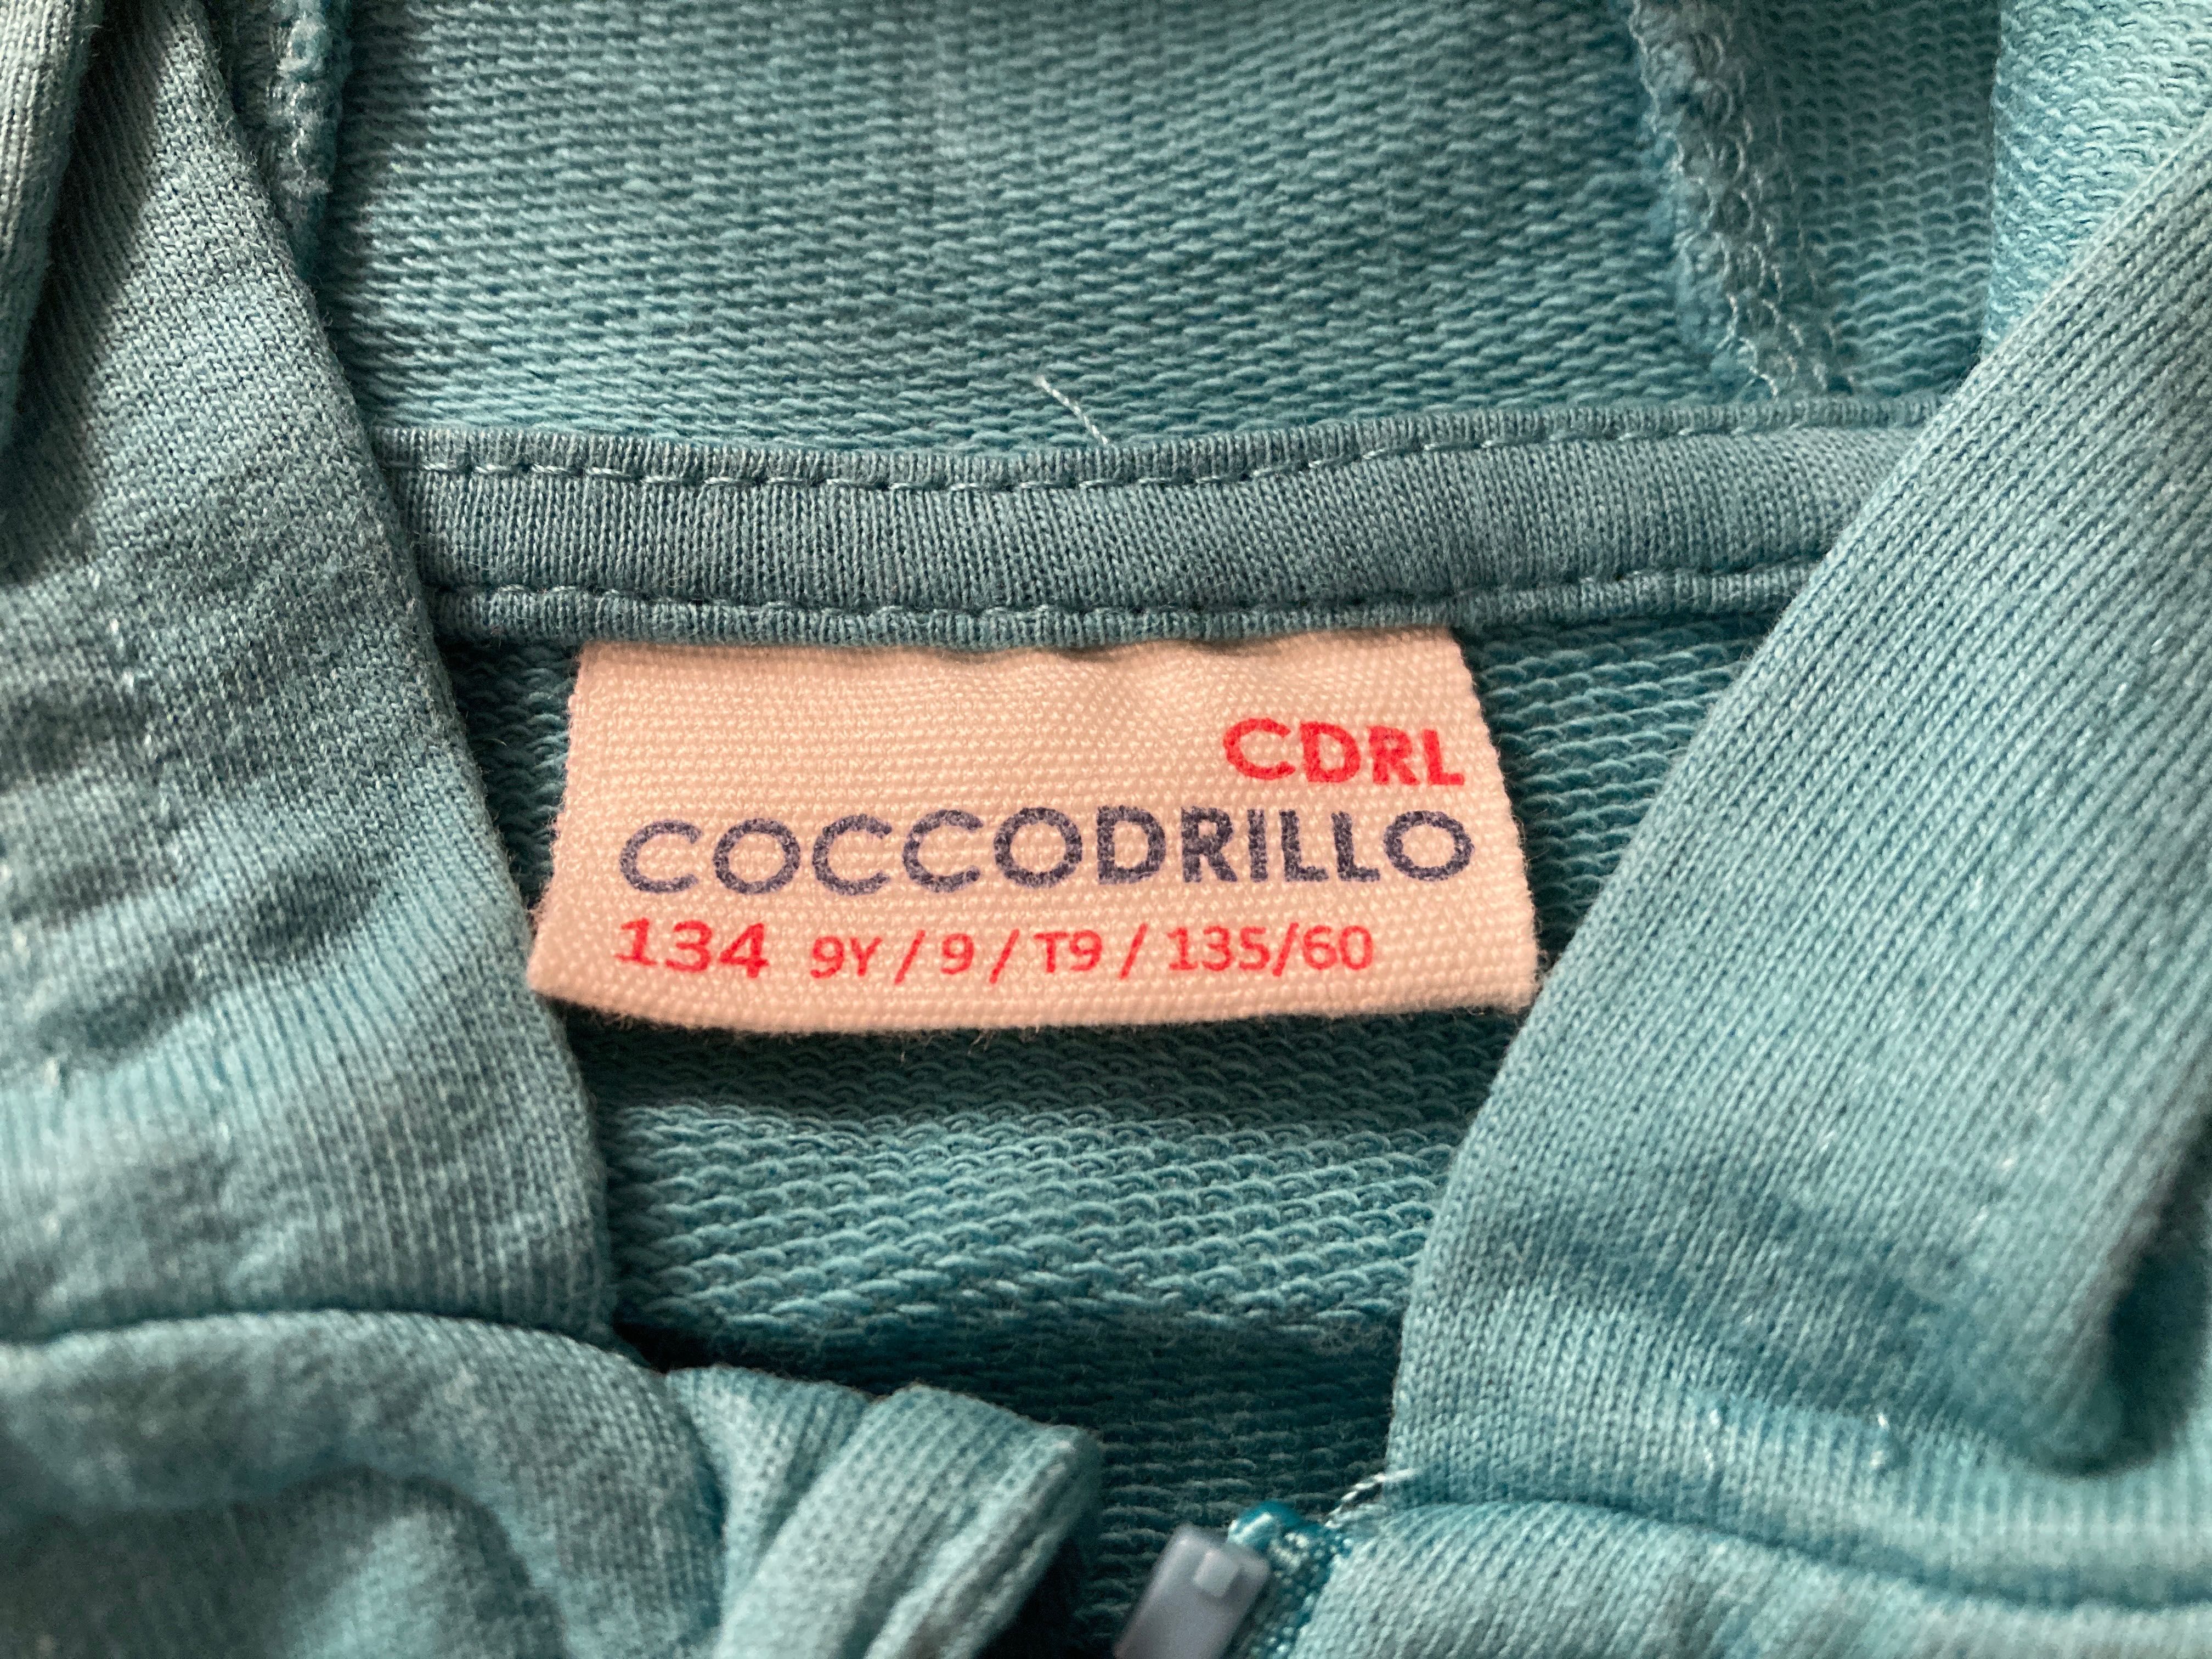 CDRL
COCCODRILLO
134 9Y / 9 / T9 / 135/60